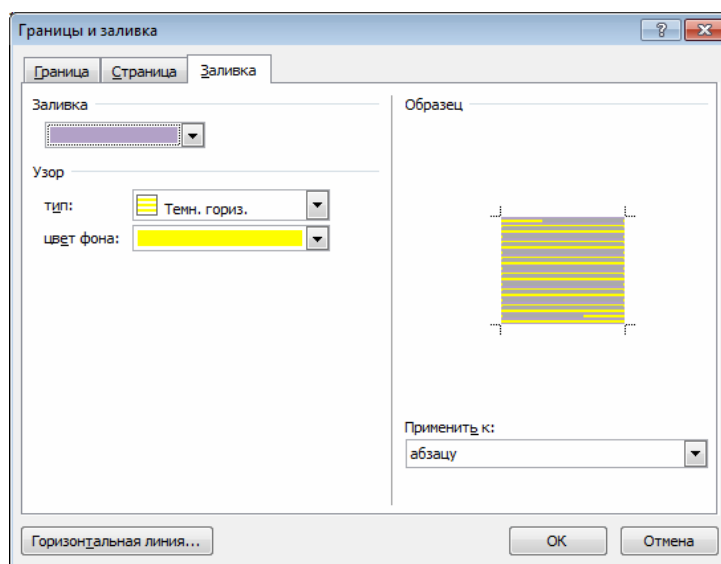 Границы и заливка
Граница Страница Заливка
Заливка
Узор
тип: Темн. гориз.
цвет фона:
Образец
Применить к:
абзацу
Горизонтальная линия... ОК Отмена